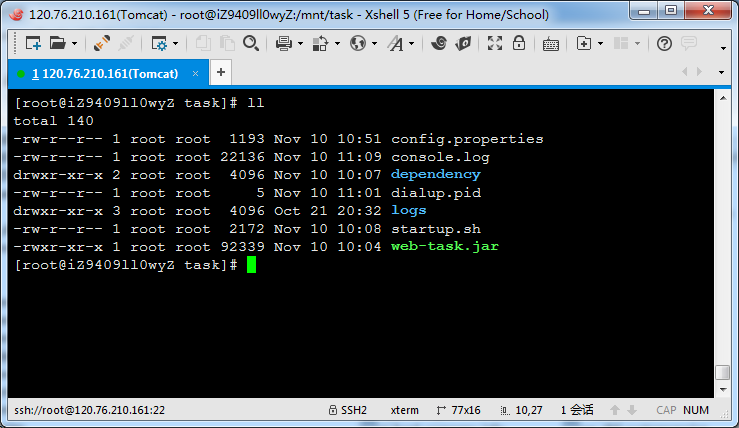 120.76.210.161(Tomcat) - root@iZ9409ll0wyZ:/mnt/task - Xshell 5 (Free for Home/School)
1 120.76.210.161(Tomcat) × +
[root@iZ9409ll0wyZ task]# ll
total 140
-rw-r--r-- 1 root root  1193 Nov 10 10:51 config.properties
-rw-r--r-- 1 root root 22136 Nov 10 11:09 console.log
drwxr-xr-x 2 root root  4096 Nov 10 10:07 dependency
-rw-r--r-- 1 root root     5 Nov 10 11:01 dialup.pid
drwxr-xr-x 3 root root  4096 Oct 21 20:32 logs
-rw-r--r-- 1 root root  2172 Nov 10 10:08 startup.sh
-rwxr-xr-x 1 root root 92339 Nov 10 10:04 web-task.jar
[root@iZ9409ll0wyZ task]#
ssh://root@120.76.210.161:22 SSH2 xterm 77x16 10,27 1 会话 CAP NUM